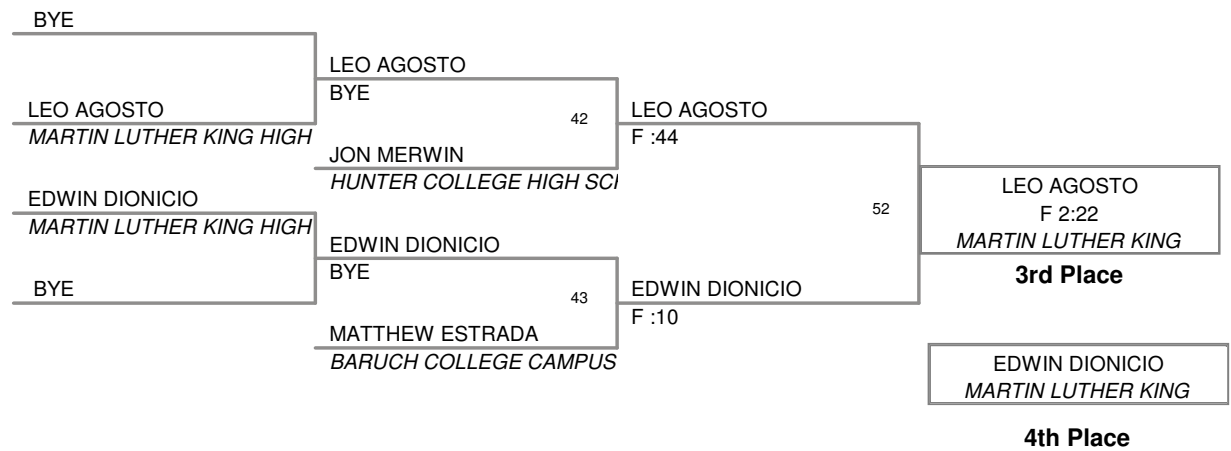 BYE
LEO AGOSTO
BYE
LEO AGOSTO
MARTIN LUTHER KING HIGH
42
LEO AGOSTO
F :44
JON MERWIN
HUNTER COLLEGE HIGH SCI
EDWIN DIONICIO
MARTIN LUTHER KING HIGH
52
LEO AGOSTO
F 2:22
MARTIN LUTHER KING
3rd Place
EDWIN DIONICIO
BYE
BYE
43
EDWIN DIONICIO
F :10
MATTHEW ESTRADA
BARUCH COLLEGE CAMPUS
EDWIN DIONICIO
MARTIN LUTHER KING
4th Place